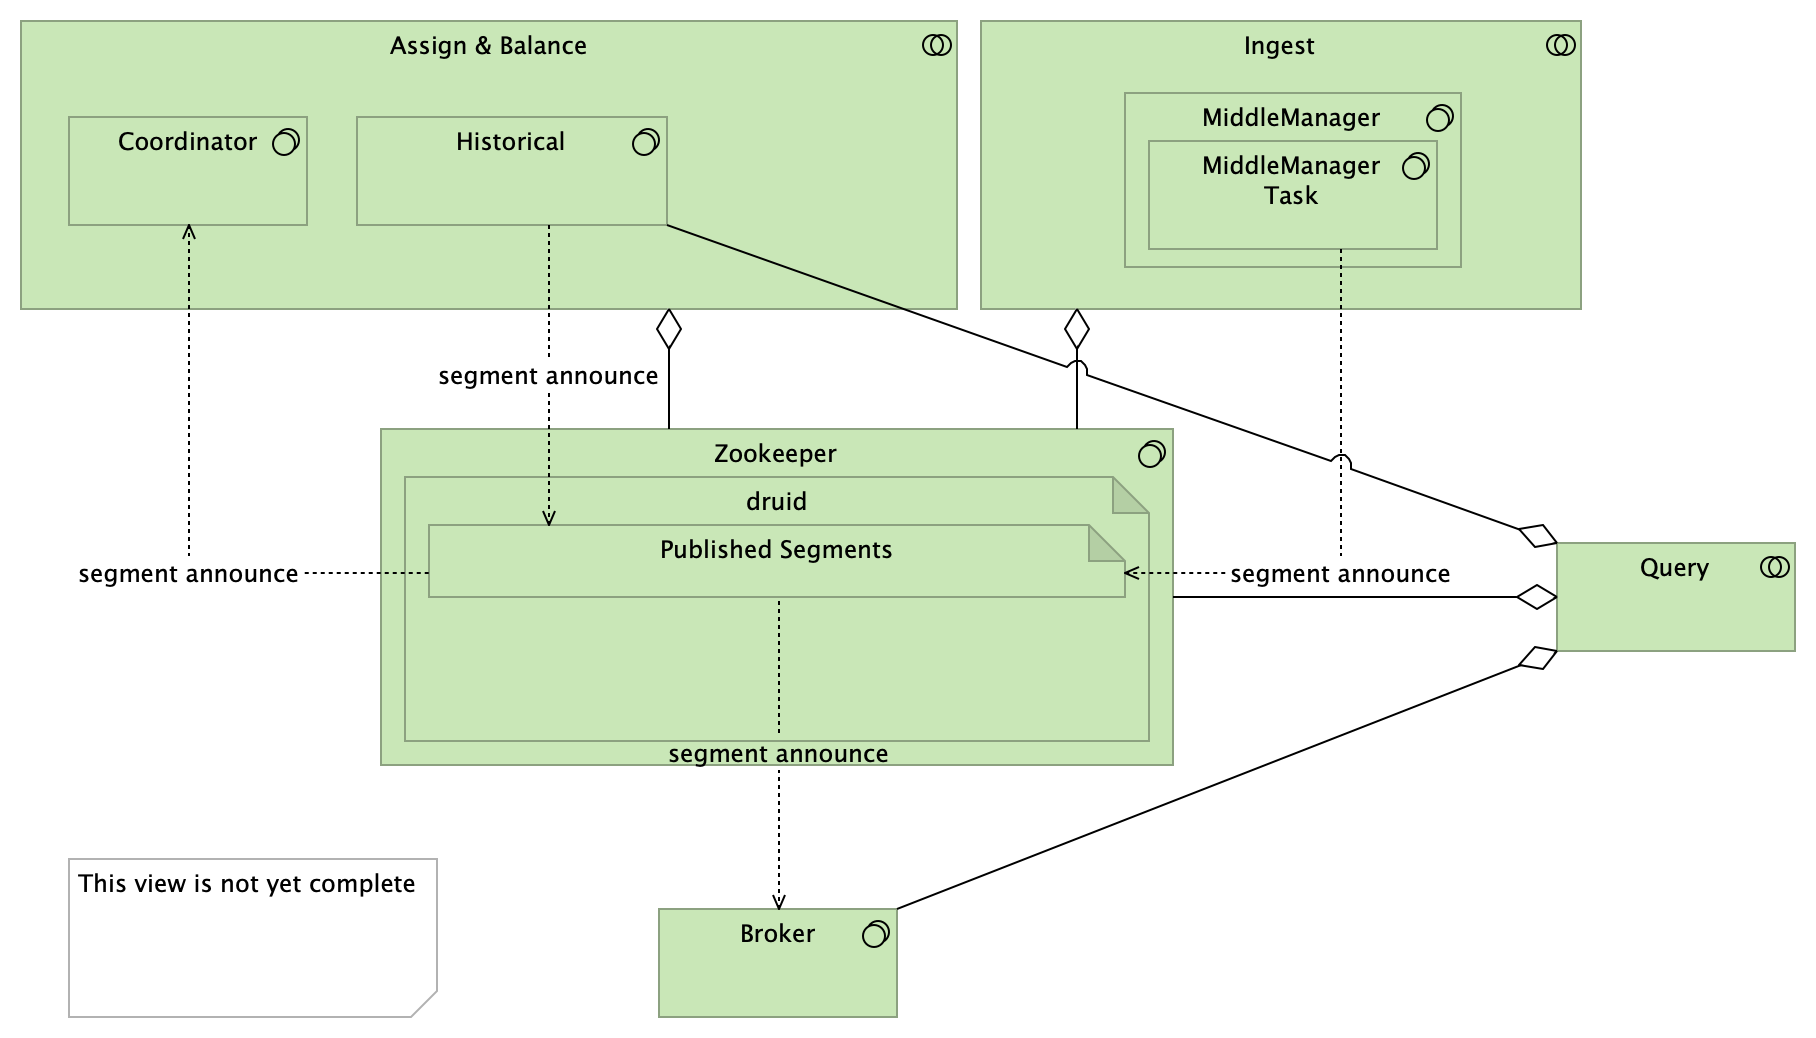 Assign & Balance
Ingest
Coordinator
Historical
MiddleManager
MiddleManager
Task
segment announce
Zookeeper
druid
Published Segments
segment announce
segment announce
Query
segment announce
This view is not yet complete
Broker